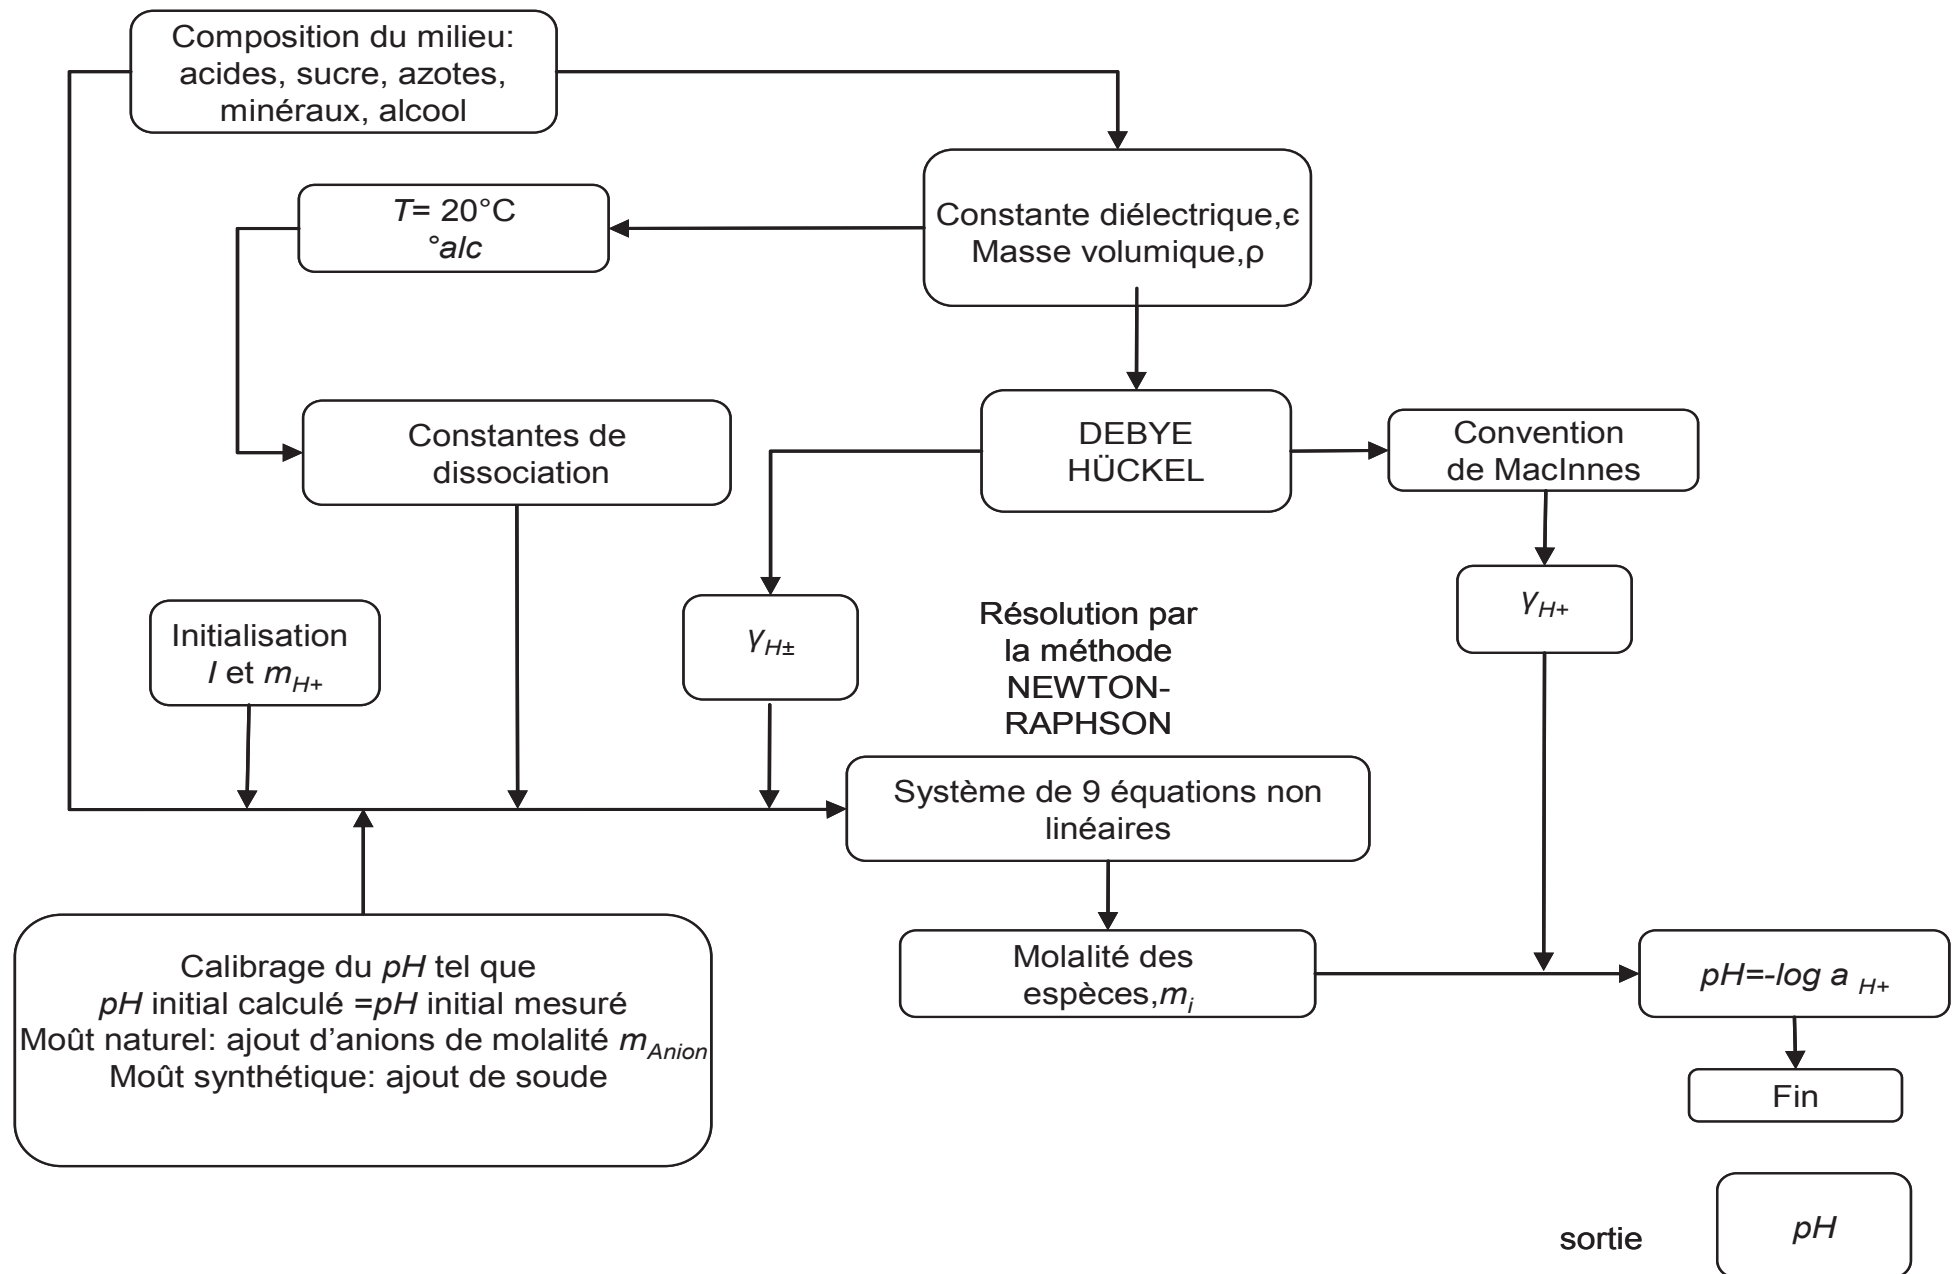 Composition du milieu:
acides, sucre, azotes,
minéraux, alcool
T= 20°C
°alc
Constante diélectrique,є
Masse volumique,ρ
Constantes de
dissociation
DEBYE
HÜCKEL
Convention
de MacInnes
Initialisation
I et mH+
γH±
Résolution par
la méthode
NEWTON-
RAPHSON
γH+
Système de 9 équations non
linéaires
Calibrage du pH tel que
pH initial calculé =pH initial mesuré
Moût naturel: ajout d'anions de molalité mAnion
Moût synthétique: ajout de soude
Molalité des
espèces,mi
pH=-log a H+
Fin
sortie
pH